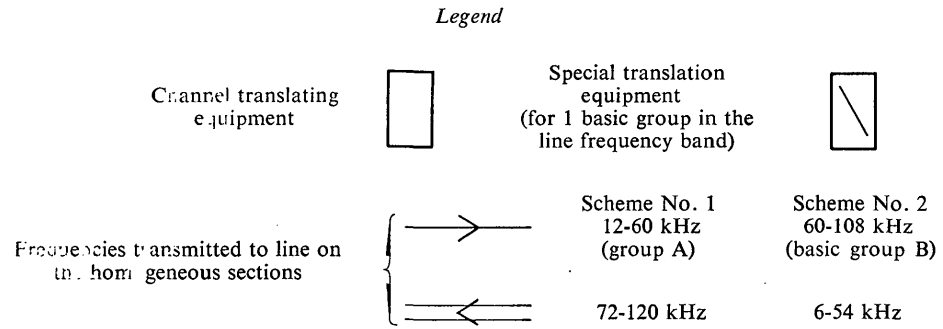 Legend
Channel translating
equipment
Special translation
equipment
(for 1 basic group in the
line frequency band)
Scheme No. 1
12-60 kHz
(group A)
Scheme No. 2
60-108 kHz
(basic group B)
Frequencies transmitted to line on
the homogeneous sections
72-120 kHz
6-54 kHz